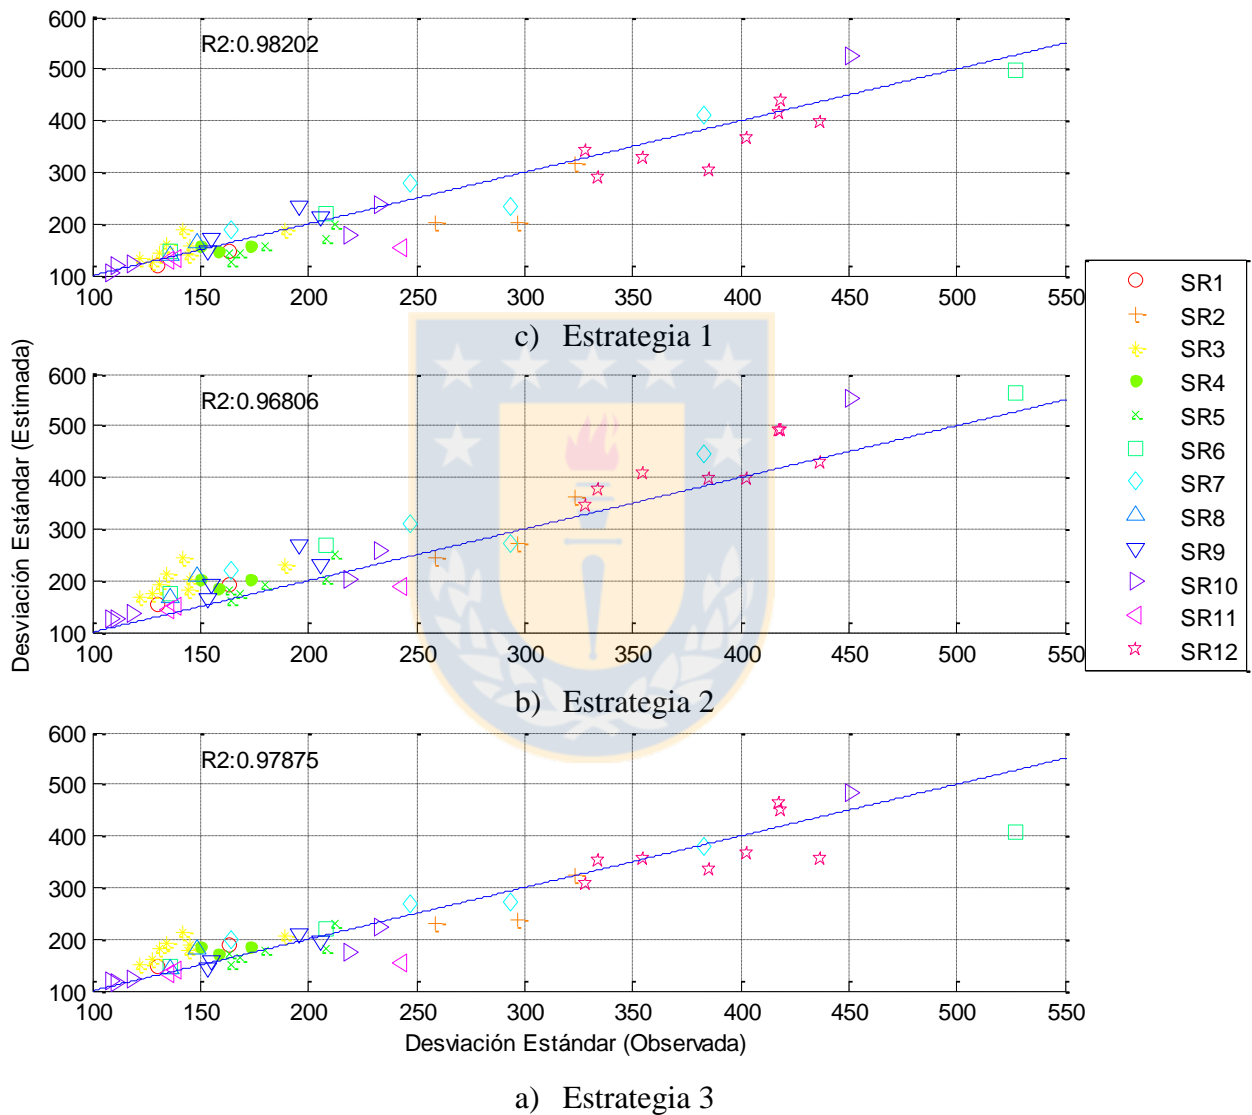 600
500
400
300
200
100
R2:0.98202
100 150 200 250 300 350 400 450 500 550
c) Estrategia 1
600
500
400
300
200
100
R2:0.96806
100 150 200 250 300 350 400 450 500 550
b) Estrategia 2
600
500
400
300
200
100
R2:0.97875
100 150 200 250 300 350 400 450 500 550
Desviación Estándar (Estimada)
Desviación Estándar (Observada)
a) Estrategia 3
SR1
SR2
SR3
SR4
SR5
SR6
SR7
SR8
SR9
SR10
SR11
SR12